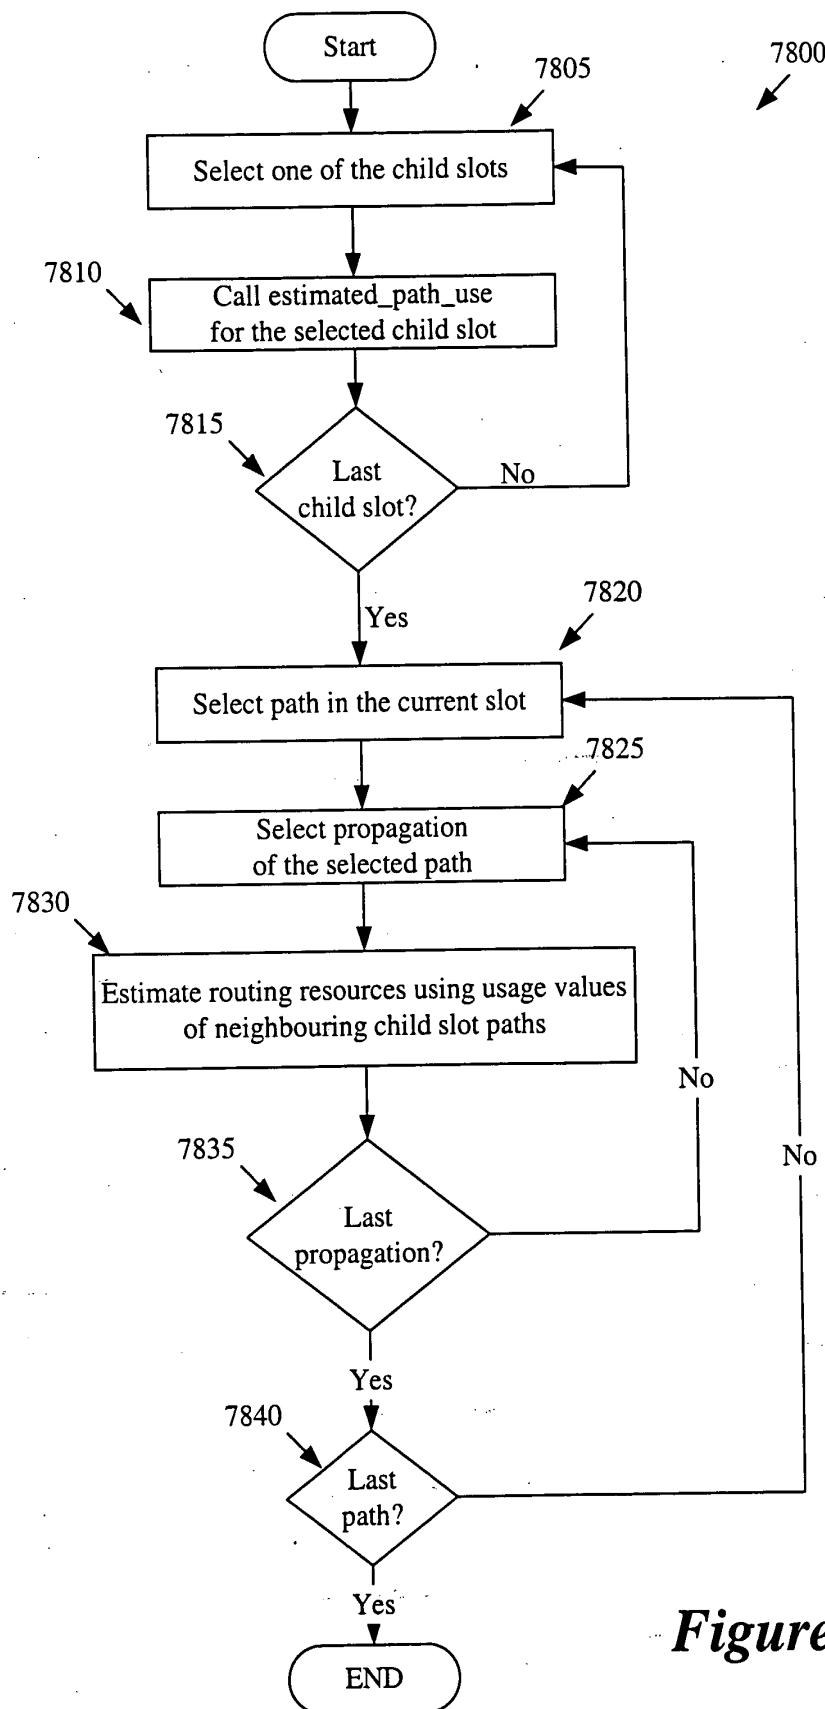 Start
7800
7805
Select one of the child slots
7810
Call estimated_path_use
for the selected child slot
7815
Last
child slot?
No
Yes
7820
Select path in the current slot
7825
Select propagation
of the selected path
7830
Estimate routing resources using usage values
of neighbouring child slot paths
No
7835
No
Last
propagation?
Yes
7840
Last
path?
Yes
Figure
END